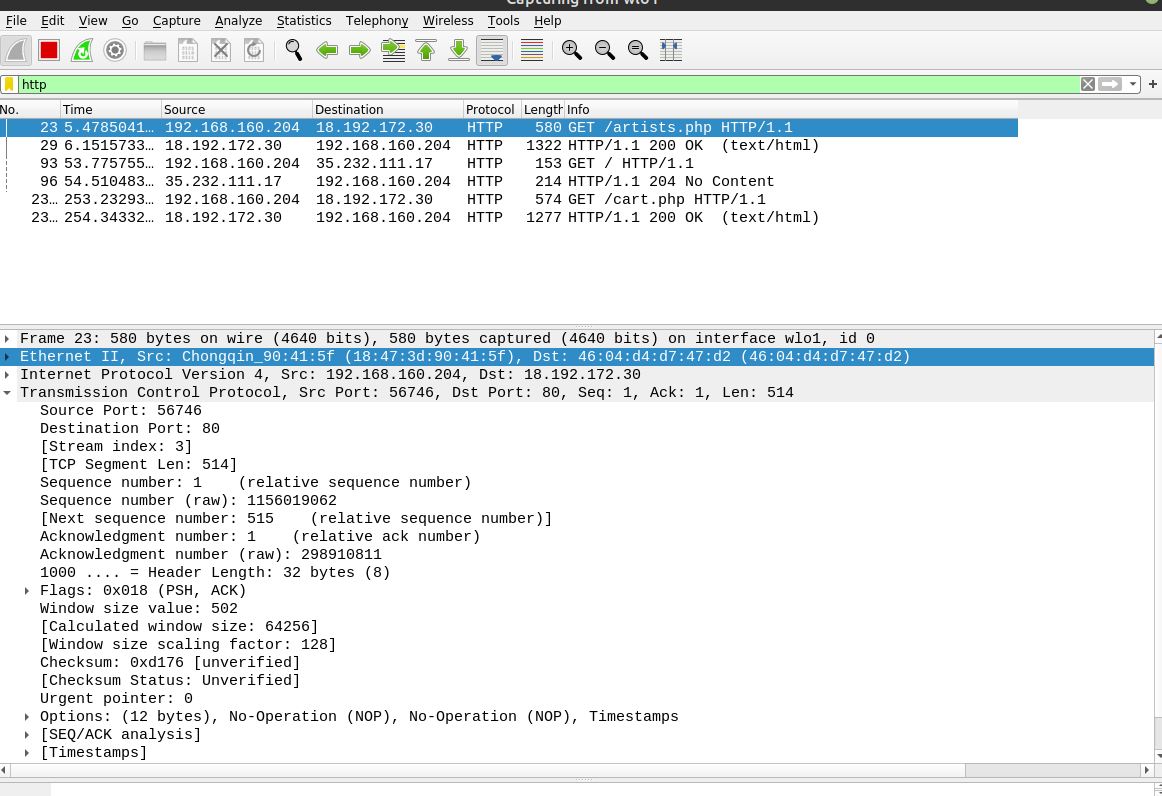 Capturing from wlo1
File Edit View Go Capture Analyze Statistics Telephony Wireless Tools Help
http
No. Time Source Destination Protocol Length Info
23 5.4785041… 192.168.160.204 18.192.172.30 HTTP 580 GET /artists.php HTTP/1.1
29 6.1515733… 18.192.172.30 192.168.160.204 HTTP 1322 HTTP/1.1 200 OK (text/html)
93 53.775755… 192.168.160.204 35.232.111.17 HTTP 153 GET / HTTP/1.1
96 54.510483… 35.232.111.17 192.168.160.204 HTTP 214 HTTP/1.1 204 No Content
23… 253.23293… 192.168.160.204 18.192.172.30 HTTP 574 GET /cart.php HTTP/1.1
23… 254.34332… 18.192.172.30 192.168.160.204 HTTP 1277 HTTP/1.1 200 OK (text/html)
Frame 23: 580 bytes on wire (4640 bits), 580 bytes captured (4640 bits) on interface wlo1, id 0
Ethernet II, Src: Chongqin_90:41:5f (18:47:3d:90:41:5f), Dst: 46:04:d4:d7:47:d2 (46:04:d4:d7:47:d2)
Internet Protocol Version 4, Src: 192.168.160.204, Dst: 18.192.172.30
Transmission Control Protocol, Src Port: 56746, Dst Port: 80, Seq: 1, Ack: 1, Len: 514
Source Port: 56746
Destination Port: 80
[Stream index: 3]
[TCP Segment Len: 514]
Sequence number: 1 (relative sequence number)
Sequence number (raw): 1156019062
[Next sequence number: 515 (relative sequence number)]
Acknowledgment number: 1 (relative ack number)
Acknowledgment number (raw): 298910811
1000 .... = Header Length: 32 bytes (8)
Flags: 0x018 (PSH, ACK)
Window size value: 502
[Calculated window size: 64256]
[Window size scaling factor: 128]
Checksum: 0xd176 [unverified]
[Checksum Status: Unverified]
Urgent pointer: 0
Options: (12 bytes), No-Operation (NOP), No-Operation (NOP), Timestamps
[SEQ/ACK analysis]
[Timestamps]